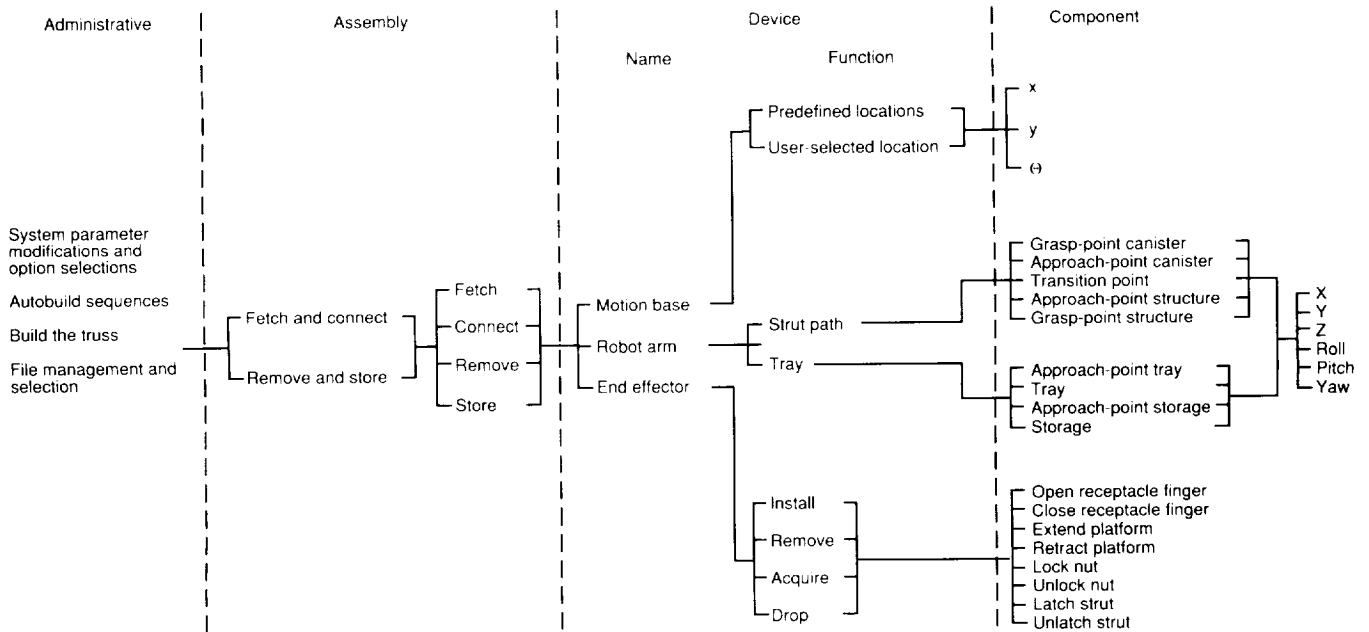 Administrative
Assembly
Device
Component
Name
Function
System parameter
modifications and
option selections
Autobuild sequences
Build the truss
File management and
selection
Fetch and connect
Remove and store
Fetch
Connect
Remove
Store
Motion base
Robot arm
End effector
Predefined locations
User-selected location
Strut path
Tray
Install
Remove
Acquire
Drop
x
y
Θ
Grasp-point canister
Approach-point canister
Transition point
Approach-point structure
Grasp-point structure
Approach-point tray
Tray
Approach-point storage
Storage
X
Y
Z
Roll
Pitch
Yaw
Open receptacle finger
Close receptacle finger
Extend platform
Retract platform
Lock nut
Unlock nut
Latch strut
Unlatch strut